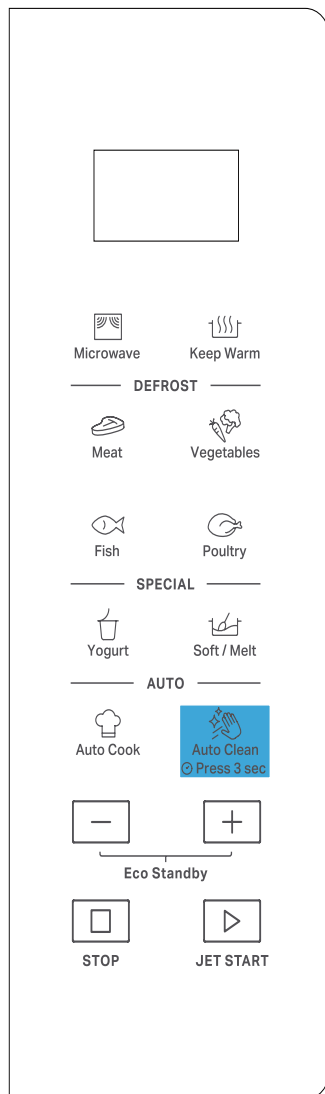 Microwave Keep Warm
DEFROST
Meat Vegetables
Fish Poultry
SPECIAL
Yogurt Soft / Melt
AUTO
Auto Cook Auto Clean
Press 3 sec
Eco Standby
STOP JET START